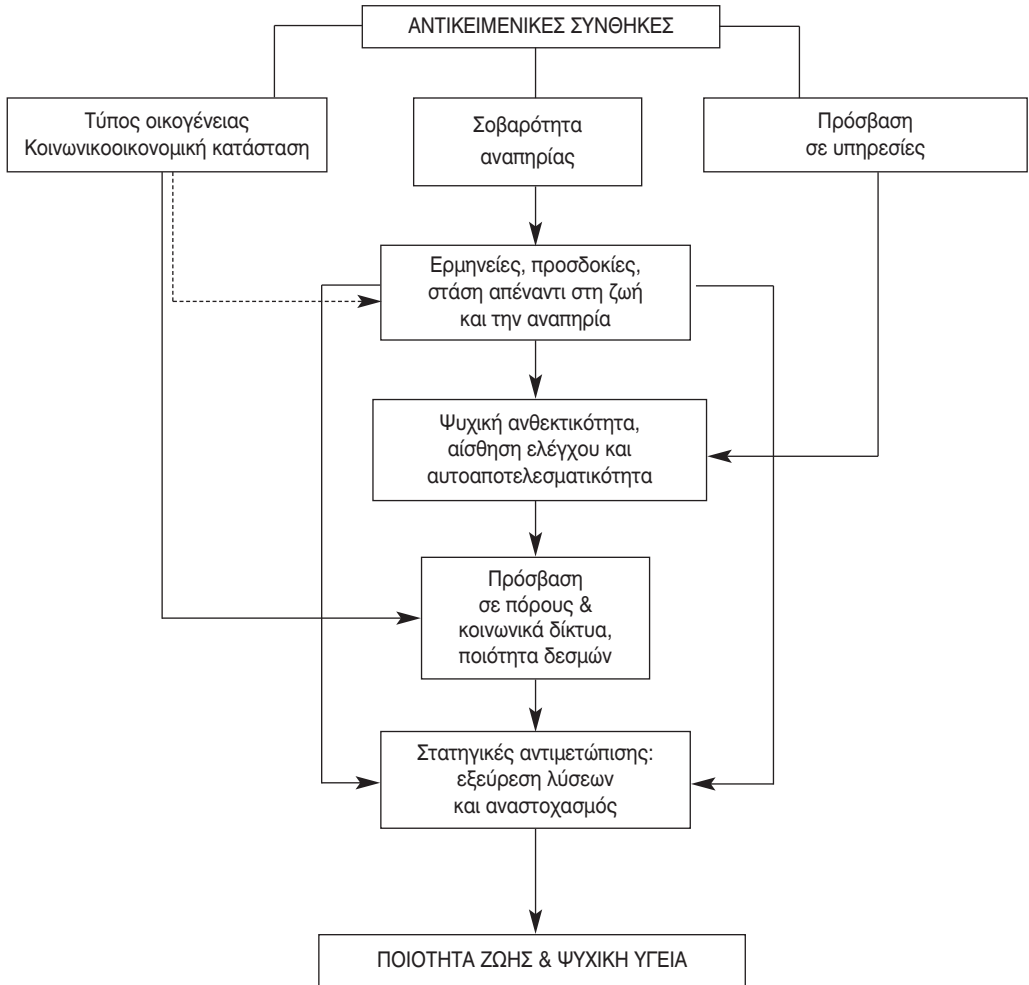 ΑΝΤΙΚΕΙΜΕΝΙΚΕΣ ΣΥΝΘΗΚΕΣ
Τύπος οικογένειας
Κοινωνικοοικονομική κατάσταση
Σοβαρότητα
αναπηρίας
Πρόσβαση
σε υπηρεσίες
Ερμηνείες, προσδοκίες,
στάση απέναντι στη ζωή
και την αναπηρία
Ψυχική ανθεκτικότητα,
αίσθηση ελέγχου και
αυτοαποτελεσματικότητα
Πρόσβαση
σε πόρους &
κοινωνικά δίκτυα,
ποιότητα δεσμών
Στατηγικές αντιμετώπισης:
εξεύρεση λύσεων
και αναστοχασμός
ΠΟΙΟΤΗΤΑ ΖΩΗΣ & ΨΥΧΙΚΗ ΥΓΕΙΑ